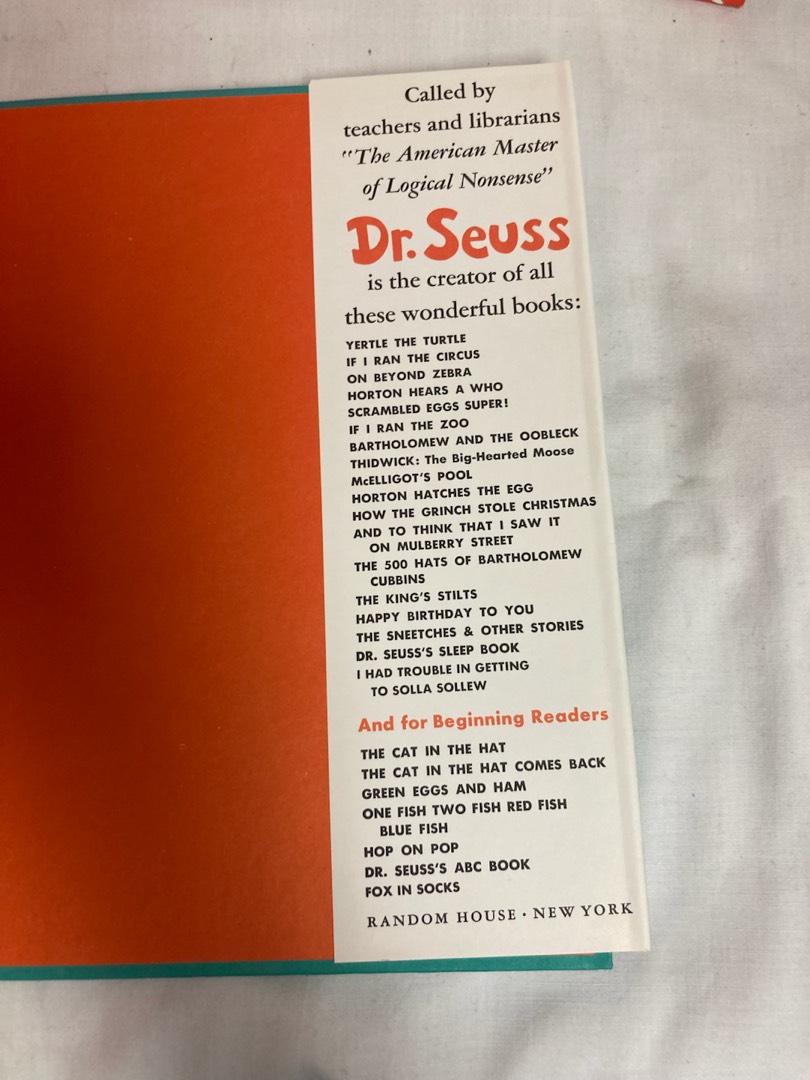 Called by
teachers and librarians
"The American Master
of Logical Nonsense"
Dr. Seuss
is the creator of all
these wonderful books:
YERTLE THE TURTLE
IF I RAN THE CIRCUS
ON BEYOND ZEBRA
HORTON HEARS A WHO
SCRAMBLED EGGS SUPER!
IF I RAN THE ZOO
BARTHOLOMEW AND THE OOBLECK
THIDWICK: The Big-Hearted Moose
McELLIGOT'S POOL
HORTON HATCHES THE EGG
HOW THE GRINCH STOLE CHRISTMAS
AND TO THINK THAT I SAW IT
ON MULBERRY STREET
THE 500 HATS OF BARTHOLOMEW
CUBBINS
THE KING'S STILTS
HAPPY BIRTHDAY TO YOU
THE SNEETCHES & OTHER STORIES
DR. SEUSS'S SLEEP BOOK
I HAD TROUBLE IN GETTING
TO SOLLA SOLLEW
And for Beginning Readers
THE CAT IN THE HAT
THE CAT IN THE HAT COMES BACK
GREEN EGGS AND HAM
ONE FISH TWO FISH RED FISH
BLUE FISH
HOP ON POP
DR. SEUSS'S ABC BOOK
FOX IN SOCKS
RANDOM HOUSE · NEW YORK